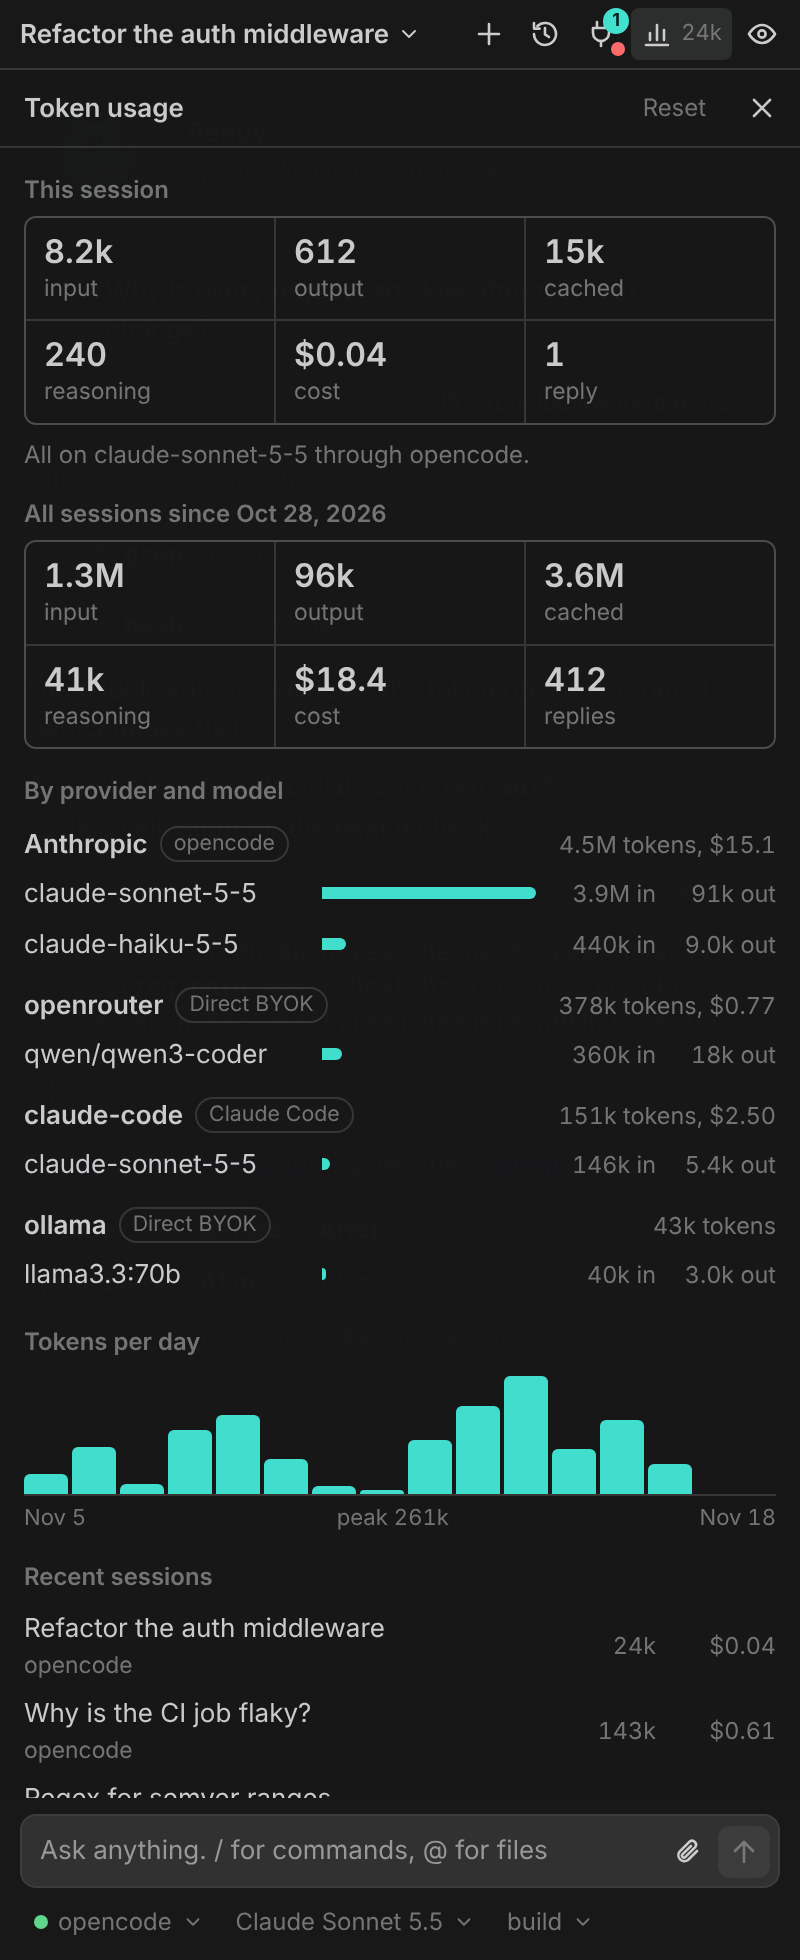 Refactor the auth middleware
1
24k
Token usage
Reset
This session
8.2k 612 15k
input output cached
240 $0.04 1
reasoning cost reply
All on claude-sonnet-5-5 through opencode.
All sessions since Oct 28, 2026
1.3M 96k 3.6M
input output cached
41k $18.4 412
reasoning cost replies
By provider and model
Anthropic opencode 4.5M tokens, $15.1
claude-sonnet-5-5 3.9M in 91k out
claude-haiku-5-5 440k in 9.0k out
openrouter Direct BYOK 378k tokens, $0.77
qwen/qwen3-coder 360k in 18k out
claude-code Claude Code 151k tokens, $2.50
claude-sonnet-5-5 146k in 5.4k out
ollama Direct BYOK 43k tokens
llama3.3:70b 40k in 3.0k out
Tokens per day
Nov 5 peak 261k Nov 18
Recent sessions
Refactor the auth middleware
opencode 24k $0.04
Why is the CI job flaky?
opencode 143k $0.61
Regex for semver ranges
Ask anything. / for commands, @ for files
opencode Claude Sonnet 5.5 build